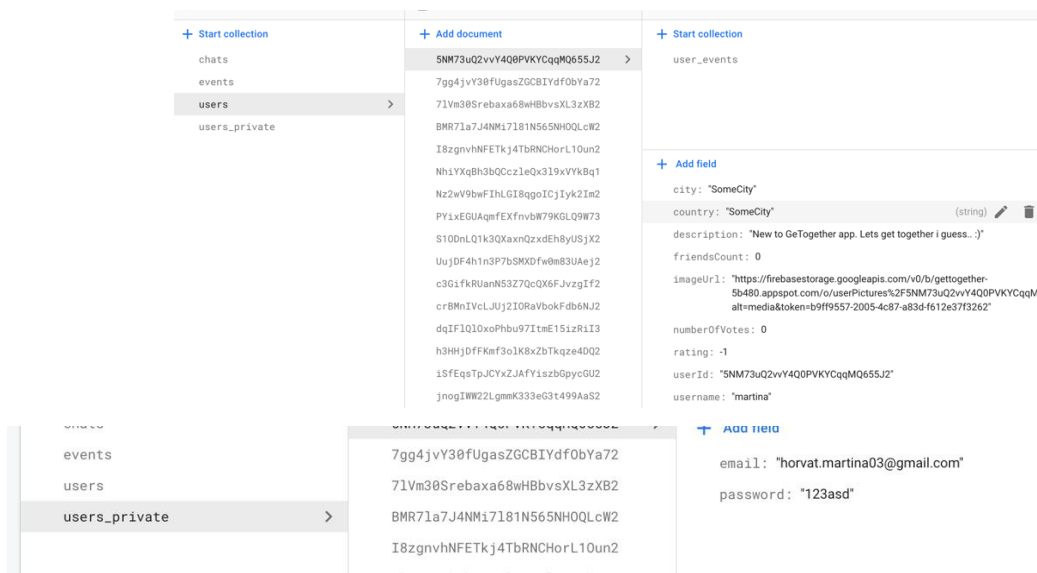 + Start collection
chats
events
users
users_private
+ Add document
5NM73uQ2vvY4Q0PVKYCqqMQ655J2
7gg4jvY30fUgasZGCBIYdfObYa72
71Vm30Srebaxa68wHBbvsXL3zXB2
BMR7la7J4NMi7l81N565NHOQLcW2
I8zgnvhNFETkj4TbRNCHorL1Oun2
NhiYXqBh3bQCczleQx3l9xVYkBq1
Nz2wV9bwFIhLGI8qgoICjIyk2Im2
PYixEGUAqmfEXfnvbW79KGLQ9W73
S1ODnLQ1k3QXaxnQzxdEh8yUSjX2
UujDF4h1n3P7bSMXDfw0m83UAej2
c3GifkRUanN53Z7QcQX6FJvzgIf2
crBMnIVcLJUj2IORaVbokFdb6NJ2
dqIFlQlOxoPhbu97ItmE15izRiI3
h3HHjDfFKmf3olK8xZbTkqze4DQ2
iSfEqsTpJCYxZJAfYiszbGpycGU2
jnogIWW22LgmmK333eG3t499AaS2
+ Start collection
user_events
+ Add field
city: "SomeCity"
country: "SomeCity" (string)
description: "New to GeTogether app. Lets get together i guess.. :)"
friendsCount: 0
imageUrl: "https://firebasestorage.googleapis.com/v0/b/gettogether-
5b480.appspot.com/o/userPictures%2F5NM73uQ2vvY4Q0PVKYCqqM
alt=media&token=b9ff9557-2005-4c87-a83d-f612e37f3262"
numberOfVotes: 0
rating: -1
userId: "5NM73uQ2vvY4Q0PVKYCqqMQ655J2"
username: "martina"
chats
events
users
users_private
7gg4jvY30fUgasZGCBIYdfObYa72
71Vm30Srebaxa68wHBbvsXL3zXB2
BMR7la7J4NMi7l81N565NHOQLcW2
I8zgnvhNFETkj4TbRNCHorL1Oun2
+ Add field
email: "horvat.martina03@gmail.com"
password: "123asd"